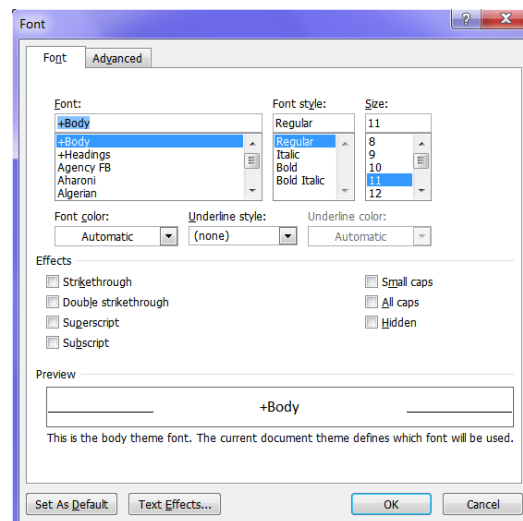 Font
Font Advanced
Font: Font style: Size:
+Body Regular 11
+Body Regular 8
+Headings Italic 9
Agency FB Bold 10
Aharoni Bold Italic 11
Algerian 12
Font color: Underline style: Underline color:
Automatic (none) Automatic
Effects
Strikethrough Small caps
Double strikethrough All caps
Superscript Hidden
Subscript
Preview
+Body
This is the body theme font. The current document theme defines which font will be used.
Set As Default Text Effects... OK Cancel